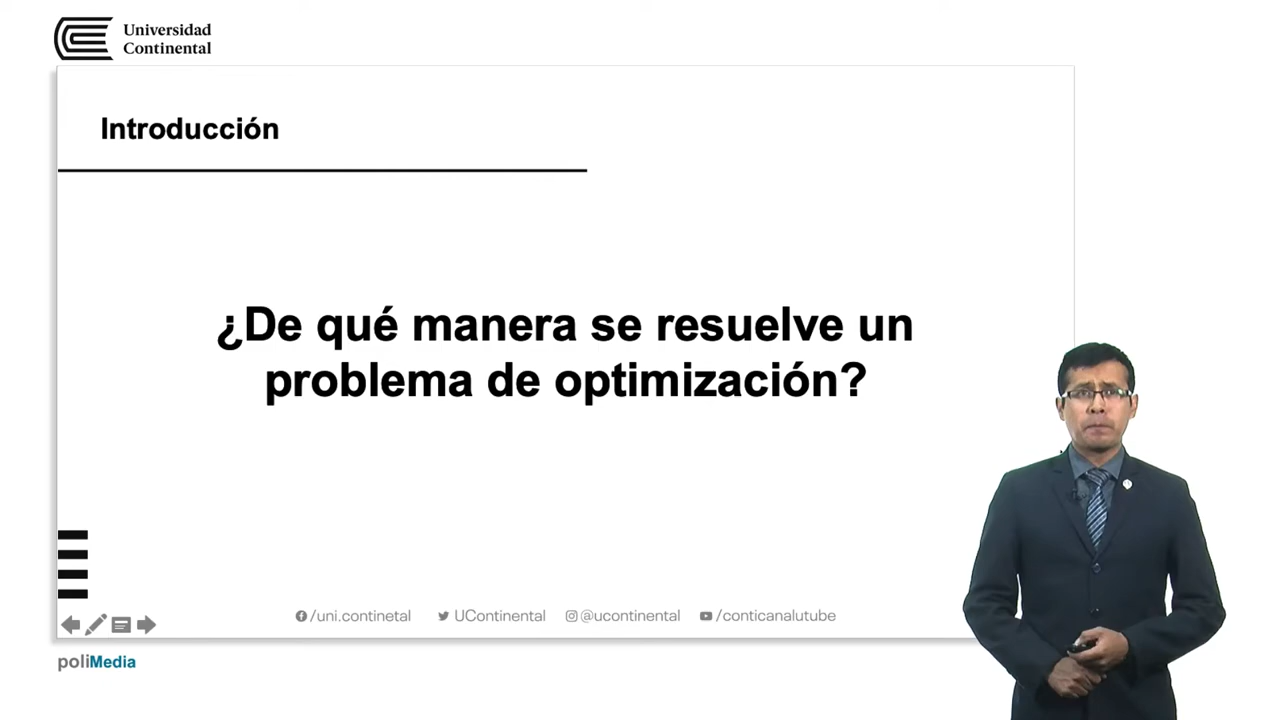 Universidad
Continental
Introducción
¿De qué manera se resuelve un
problema de optimización?
/uni.continetal UContinental @ucontinental /conticanalutube
poliMedia